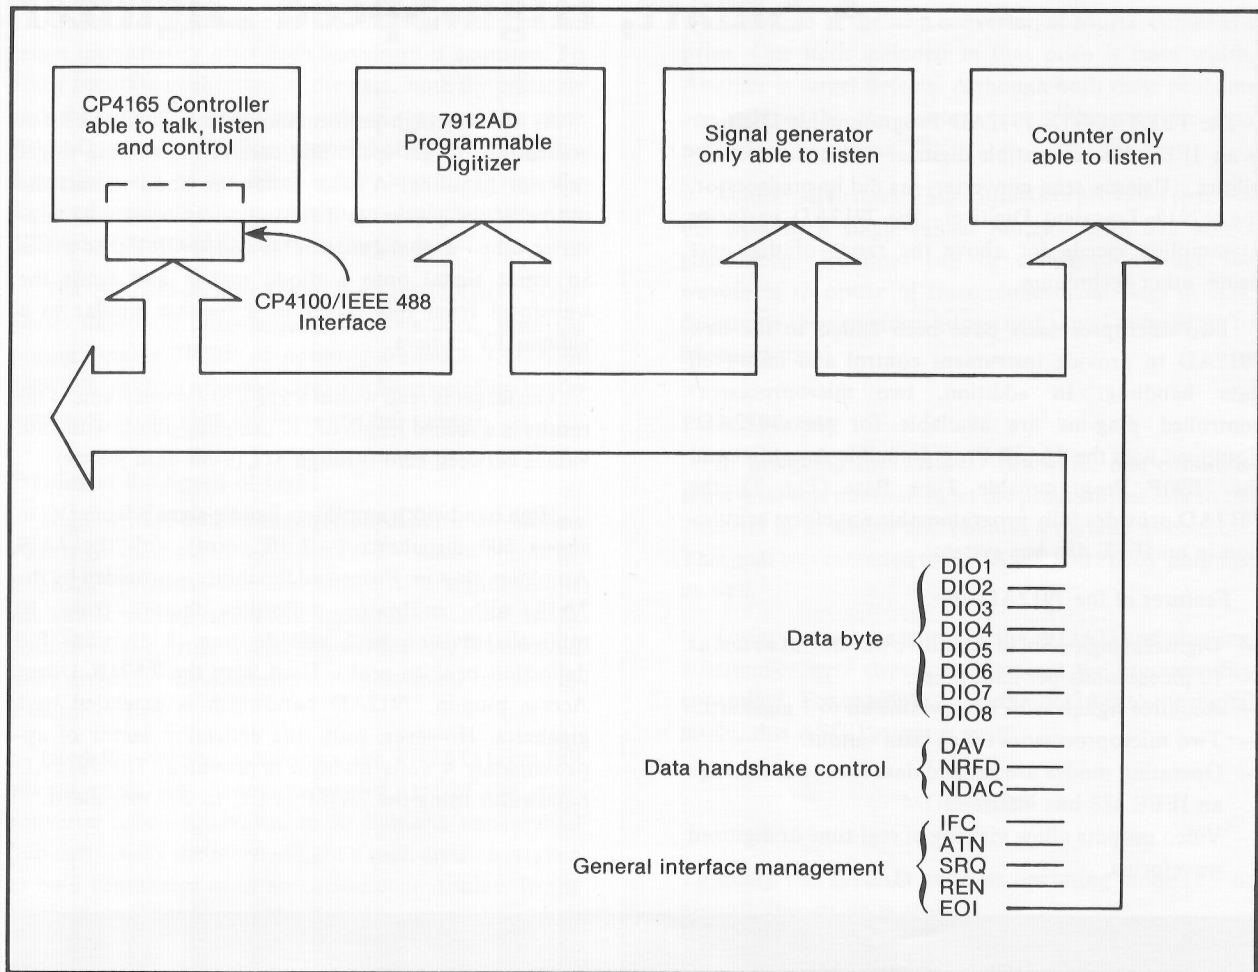 CP4165 Controller
able to talk, listen
and control
7912AD
Programmable
Digitizer
Signal generator
only able to listen
Counter only
able to listen
CP4100/IEEE 488
Interface
Data byte
DIO1
DIO2
DIO3
DIO4
DIO5
DIO6
DIO7
DIO8
Data handshake control
DAV
NRFD
NDAC
General interface management
IFC
ATN
SRQ
REN
EOI